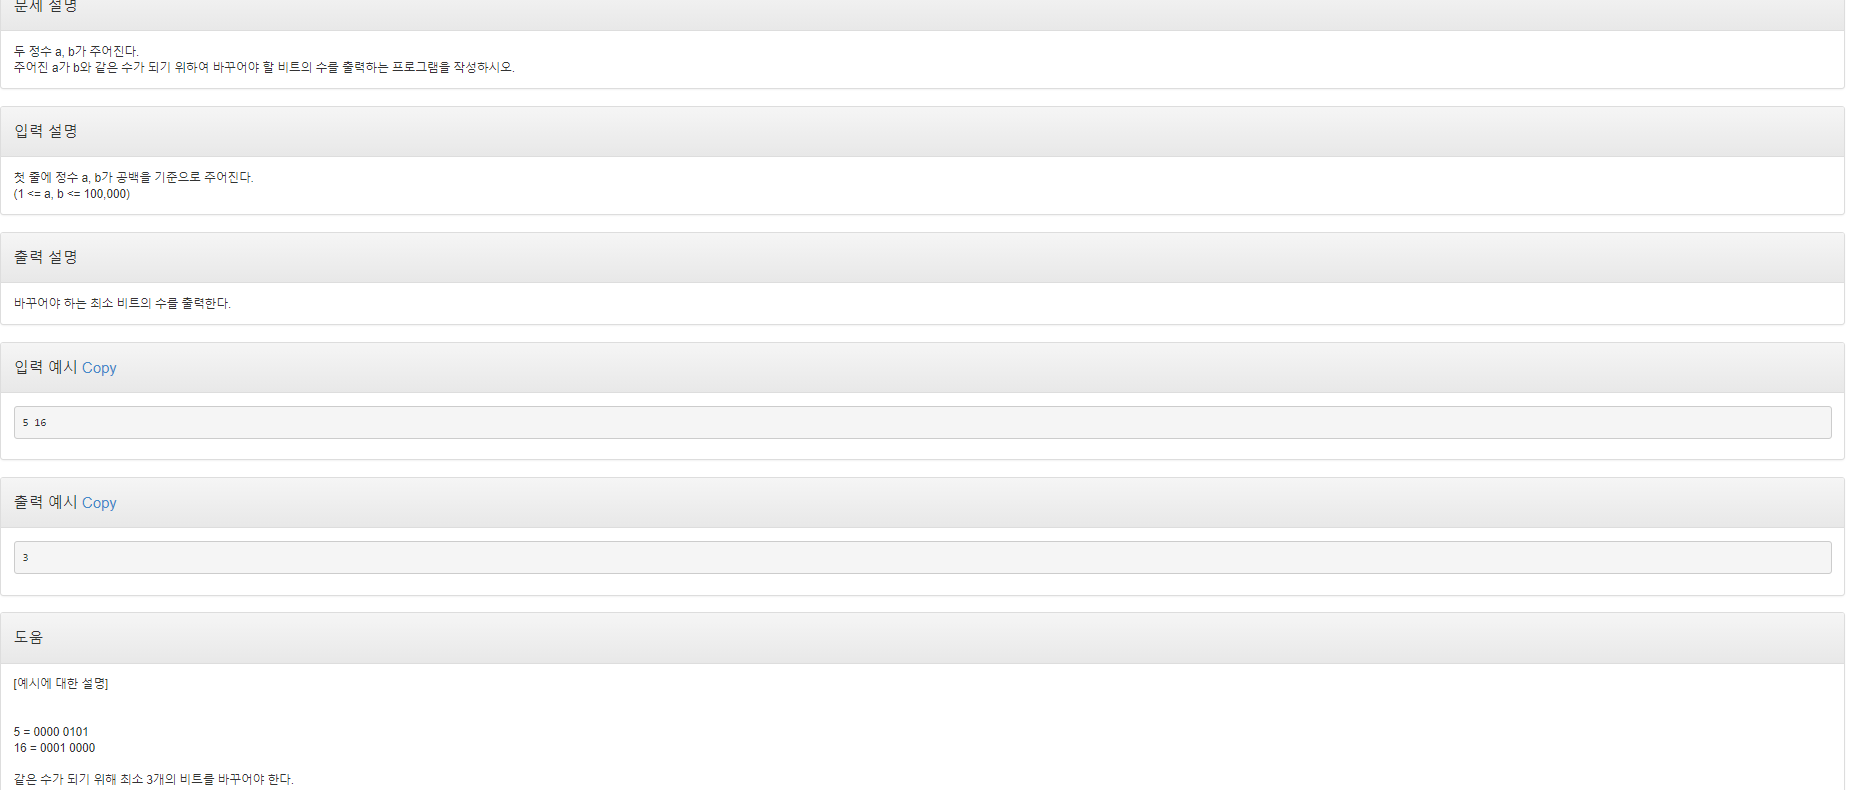 문제 설명
두 정수 a, b가 주어진다.
주어진 a가 b와 같은 수가 되기 위하여 바꾸어야 할 비트의 수를 출력하는 프로그램을 작성하시오.
입력 설명
첫 줄에 정수 a, b가 공백을 기준으로 주어진다.
(1 <= a, b <= 100,000)
출력 설명
바꾸어야 하는 최소 비트의 수를 출력한다.
입력 예시 Copy
5 16
출력 예시 Copy
3
도움
[예시에 대한 설명]
5 = 0000 0101
16 = 0001 0000
같은 수가 되기 위해 최소 3개의 비트를 바꾸어야 한다.